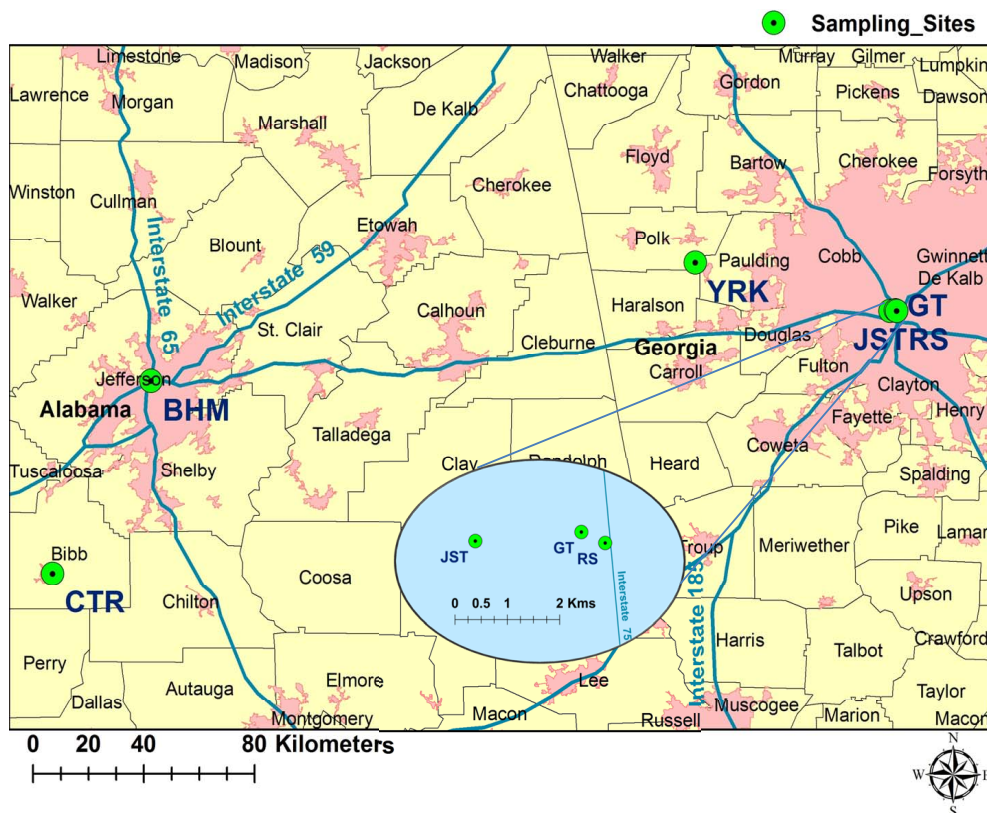 Sampling_Sites
Limestone
Madison
Jackson
Walker
Murray
Gilmer
Lumpkin
Lawrence
Morgan
De Kalb
Chattooga
Gordon
Pickens
Dawson
Marshall
Floyd
Bartow
Cherokee
Forsyth
Winston
Cullman
Cherokee
Etowah
Blount
Interstate 65
Interstate 59
Polk
Paulding
Cobb
Gwinnett
De Kalb
YRK
Walker
St. Clair
Calhoun
Haralson
GT
Cleburne
Georgia
Douglas
JSTRS
Jefferson
Carroll
Fulton
Clayton
Alabama
BHM
Fayette
Henry
Talladega
Coweta
Tuscaloosa
Shelby
Clay
Randolph
Heard
Spalding
JST
GT
RS
Interstate 75
0 0.5 1 2 Kms
Bibb
Coosa
Troup
Meriwether
Pike
Lamar
CTR
Chilton
Interstate 185
Upson
Harris
Talbot
Crawford
Perry
Dallas
Autauga
Elmore
Lee
Taylor
Montgomery
Macon
Russell
Muscogee
Marion
Macon
0 20 40 80 Kilometers
N
W
E
S